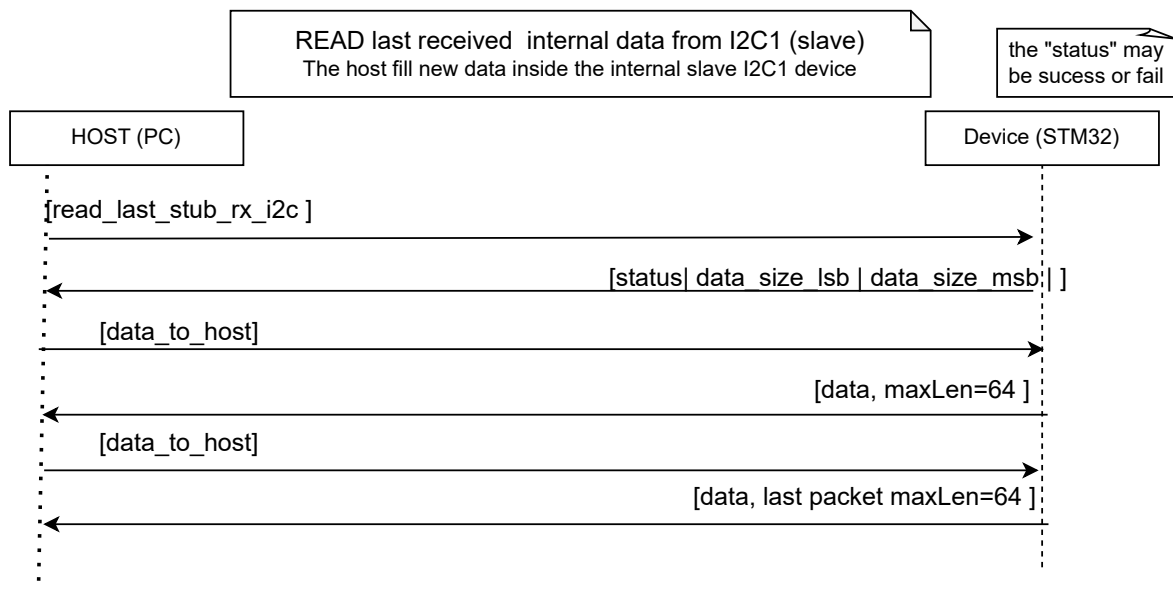 READ last received  internal data from I2C1 (slave)
The host fill new data inside the internal slave I2C1 device
the "status" may
be sucess or fail
HOST (PC)
Device (STM32)
[read_last_stub_rx_i2c ]
[status| data_size_lsb | data_size_msb | ]
[data_to_host]
[data, maxLen=64 ]
[data_to_host]
[data, last packet maxLen=64 ]